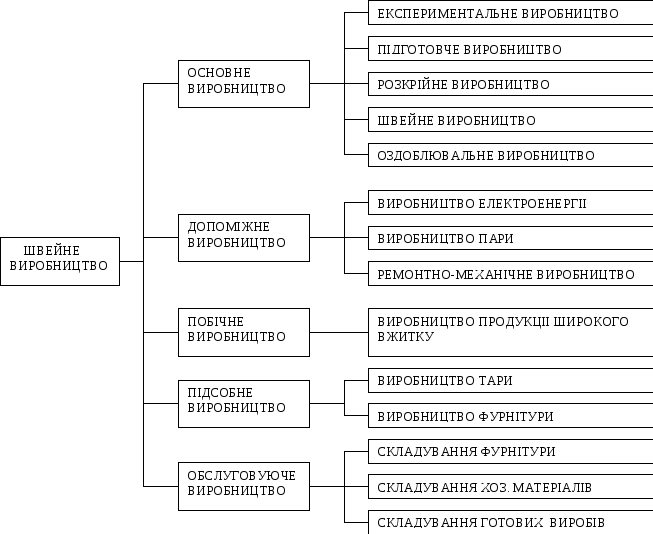 ШВЕЙНЕ
ВИРОБНИЦТВО
ОСНОВНЕ
ВИРОБНИЦТВО
ЕКСПЕРИМЕНТАЛЬНЕ ВИРОБНИЦТВО
ПІДГОТОВЧЕ ВИРОБНИЦТВО
РОЗКРІЙНЕ ВИРОБНИЦТВО
ШВЕЙНЕ ВИРОБНИЦТВО
ОЗДОБЛЮВАЛЬНЕ ВИРОБНИЦТВО
ДОПОМІЖНЕ
ВИРОБНИЦТВО
ВИРОБНИЦТВО ЕЛЕКТРОЕНЕРГІІ
ВИРОБНИЦТВО ПАРИ
РЕМОНТНО-МЕХАНІЧНЕ ВИРОБНИЦТВО
ПОБІЧНЕ
ВИРОБНИЦТВО
ВИРОБНИЦТВО ПРОДУКЦІІ ШИРОКОГО
ВЖИТКУ
ПІДСОБНЕ
ВИРОБНИЦТВО
ВИРОБНИЦТВО ТАРИ
ВИРОБНИЦТВО ФУРНІТУРИ
ОБСЛУГОВУЮЧЕ
ВИРОБНИЦТВО
СКЛАДУВАННЯ ФУРНІТУРИ
СКЛАДУВАННЯ ХОЗ. МАТЕРІАЛІВ
СКЛАДУВАННЯ ГОТОВИХ ВИРОБІВ